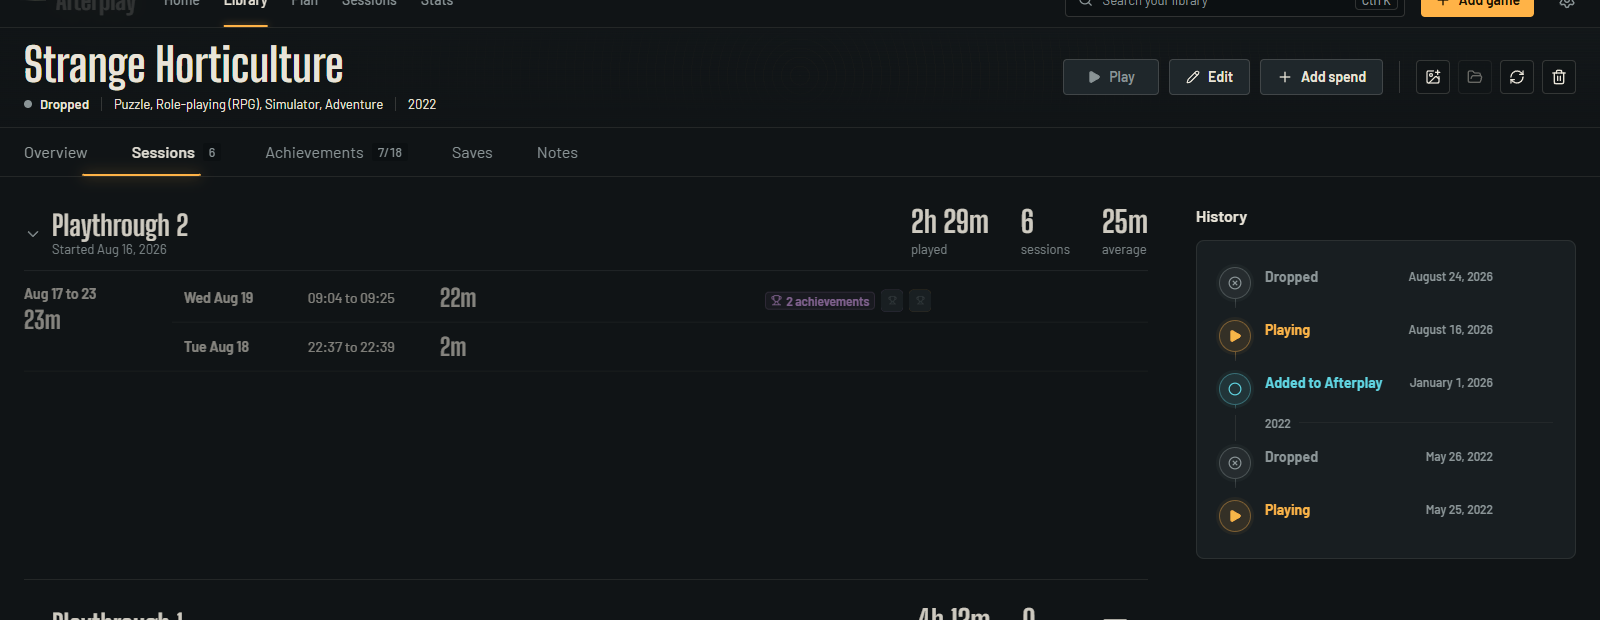 Afterplay
Home
Library
Plan
Sessions
Stats
Search your library
Ctrl K
Add game
Strange Horticulture
Dropped
Puzzle, Role-playing (RPG), Simulator, Adventure
2022
Play
Edit
Add spend
Overview
Sessions 6
Achievements 7/18
Saves
Notes
Playthrough 2
Started Aug 16, 2026
2h 29m
played
6
sessions
25m
average
Aug 17 to 23
23m
Wed Aug 19
09:04 to 09:25
22m
2 achievements
Tue Aug 18
22:37 to 22:39
2m
Playthrough 1
4h 12m
History
Dropped
August 24, 2026
Playing
August 16, 2026
Added to Afterplay
January 1, 2026
2022
Dropped
May 26, 2022
Playing
May 25, 2022